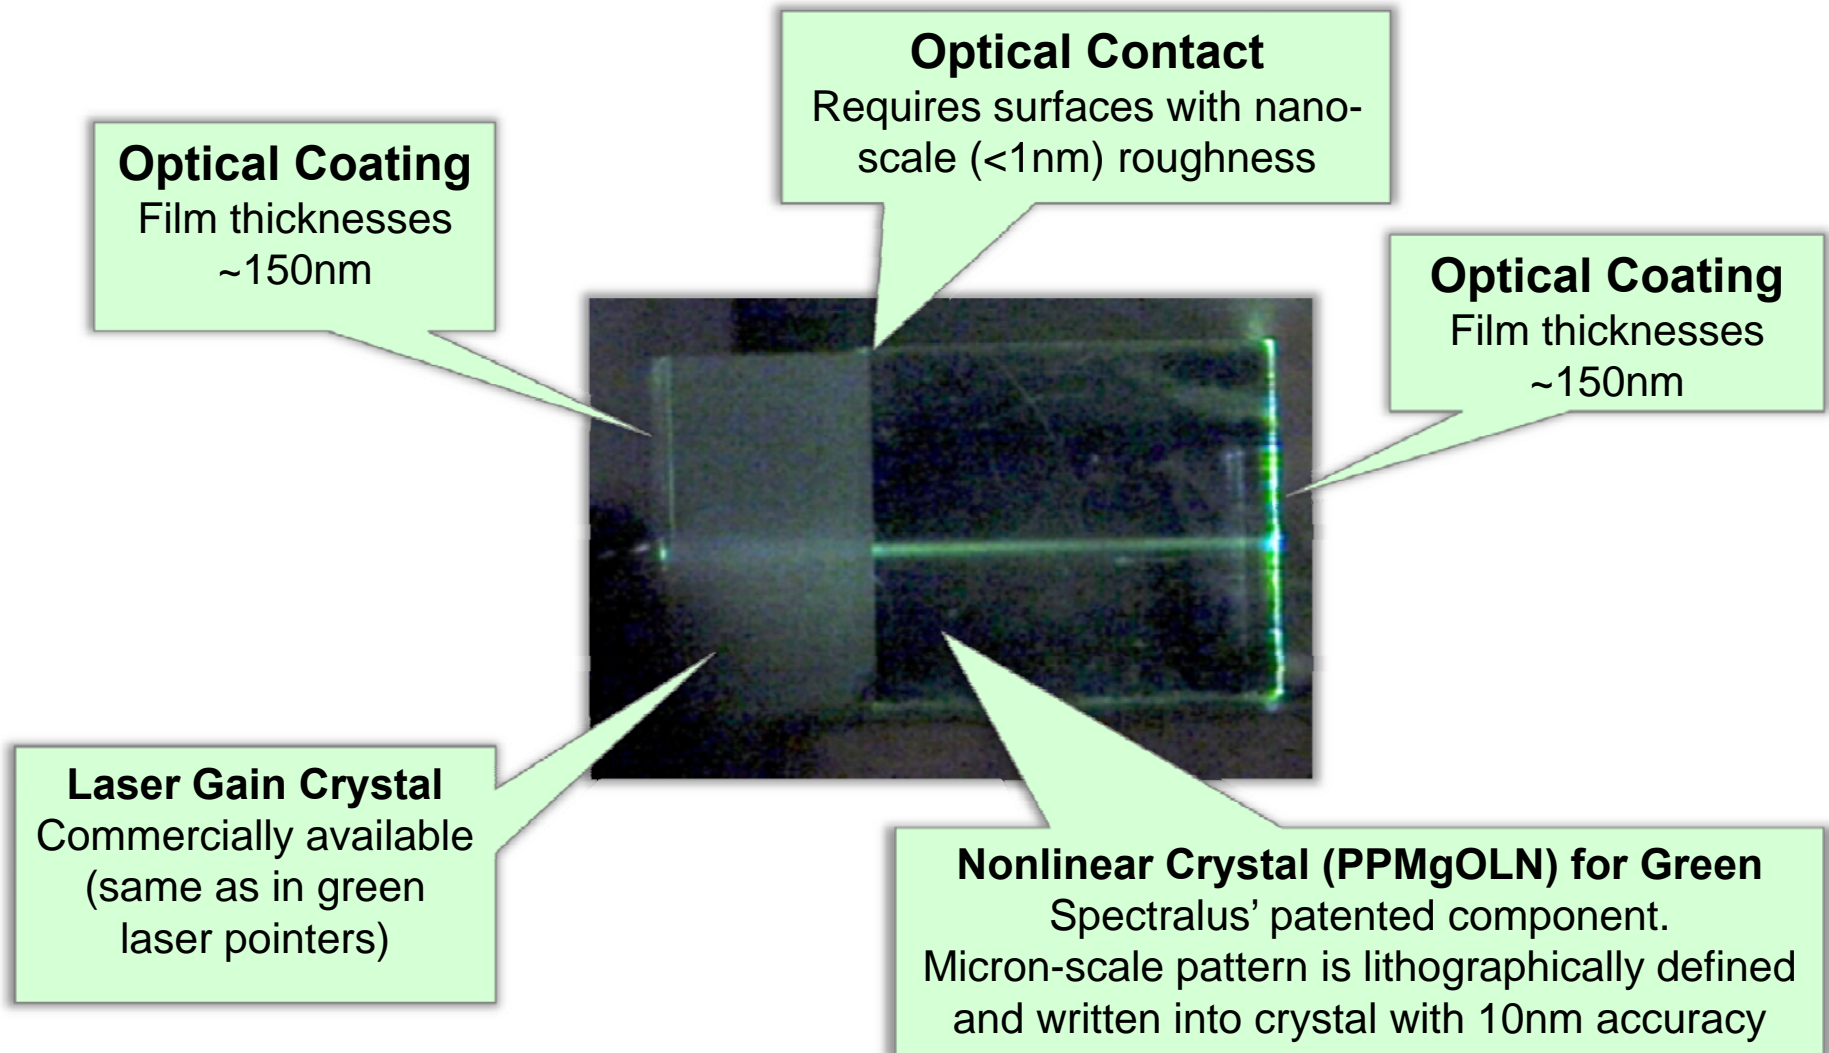 Optical Contact
Requires surfaces with nano-
scale (<1nm) roughness
Optical Coating
Film thicknesses
~150nm
Optical Coating
Film thicknesses
~150nm
Laser Gain Crystal
Commercially available
(same as in green
laser pointers)
Nonlinear Crystal (PPMgOLN) for Green
Spectralus’ patented component.
Micron-scale pattern is lithographically defined
and written into crystal with 10nm accuracy